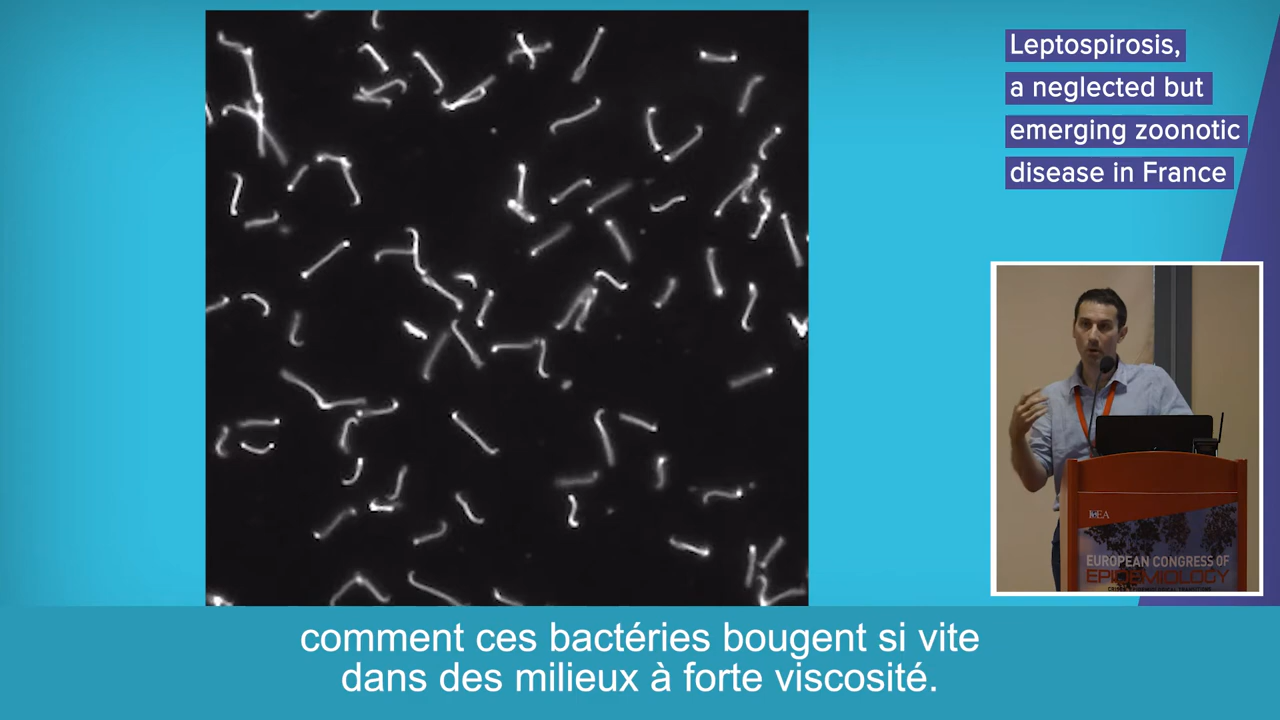 Leptospirosis,
a neglected but
emerging zoonotic
disease in France
EUROPEAN CONGRESS OF
EPIDEMIOLOGY
comment ces bactéries bougent si vite
dans des milieux à forte viscosité.